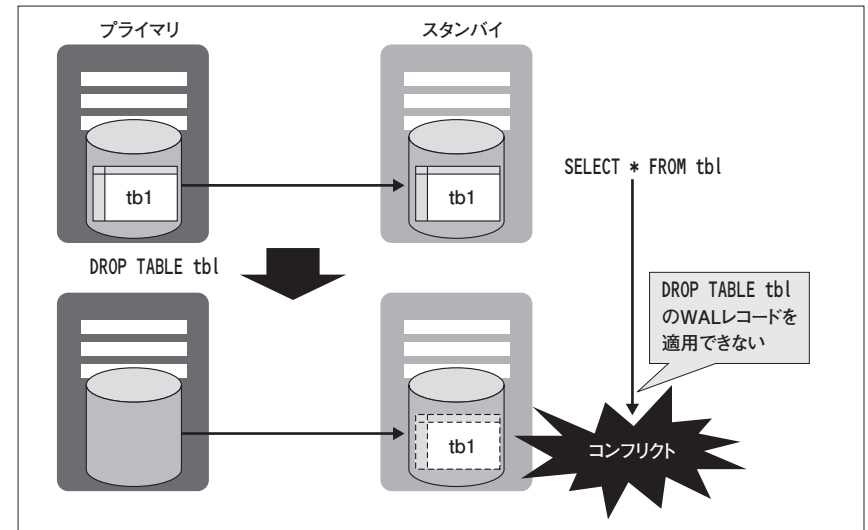 プライマリ
スタンバイ
tb1
tb1
SELECT * FROM tbl
DROP TABLE tbl
DROP TABLE tbl
のWALレコードを
適用できない
tb1
コンフリクト